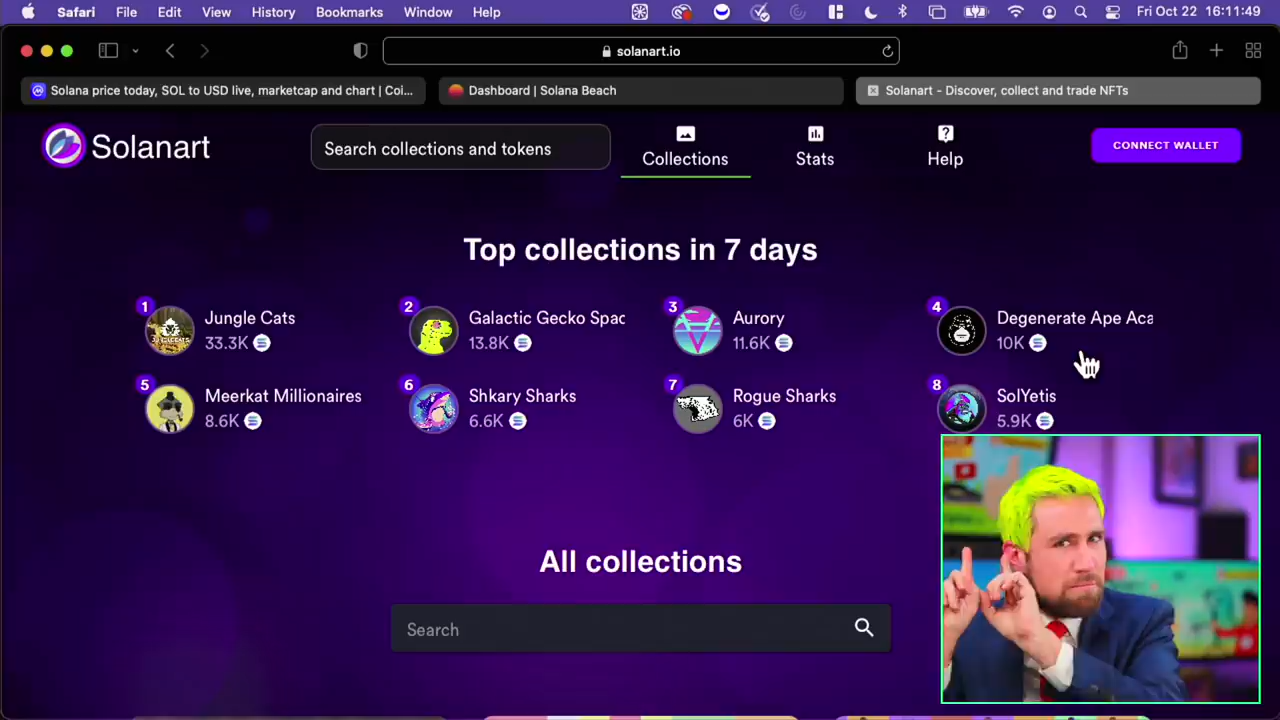 Safari File Edit View History Bookmarks Window Help Fri Oct 22 16:11:49
solanart.io
Solana price today, SOL to USD live, marketcap and chart | Coi...
Dashboard | Solana Beach
Solanart - Discover, collect and trade NFTs
Solanart
Search collections and tokens
Collections
Stats
Help
CONNECT WALLET
Top collections in 7 days
1
Jungle Cats
33.3K
2
Galactic Gecko Spac
13.8K
3
Aurory
11.6K
4
Degenerate Ape Aca
10K
5
Meerkat Millionaires
8.6K
6
Shkary Sharks
6.6K
7
Rogue Sharks
6K
8
SolYetis
5.9K
All collections
Search